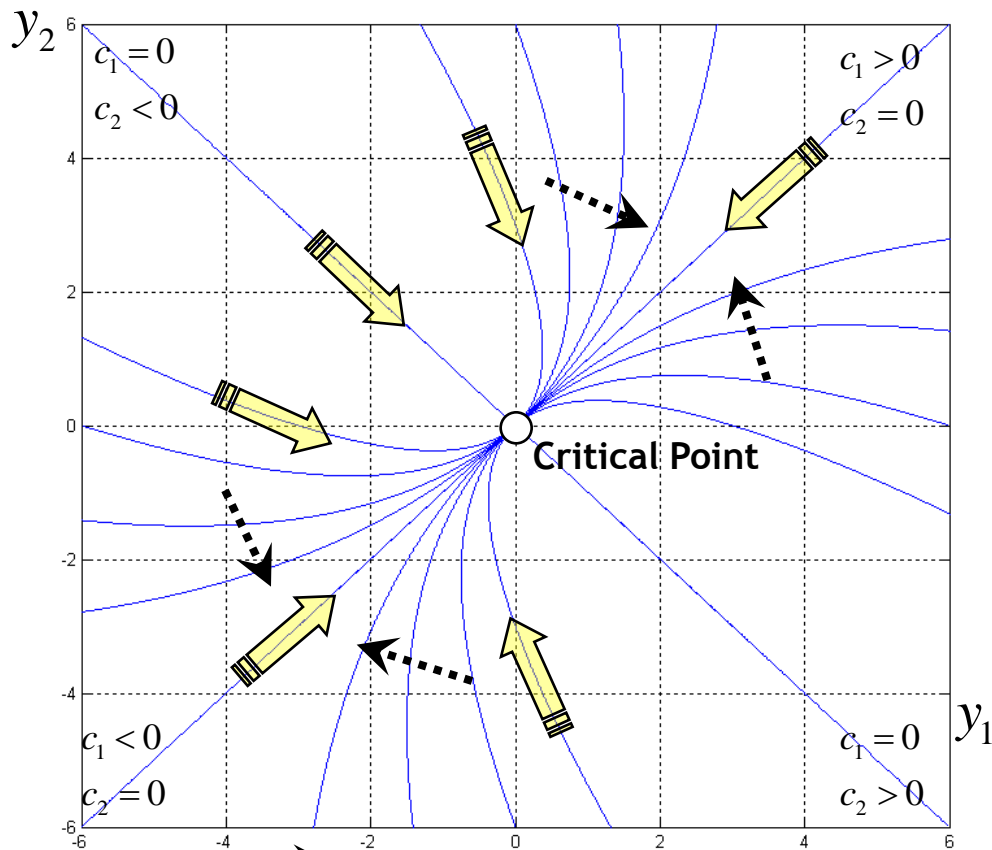 y₂
6
c₁ = 0
c₂ < 0
c₁ > 0
c₂ = 0
4
2
0
Critical Point
-2
-4
y₁
c₁ < 0
c₂ = 0
c₁ = 0
c₂ > 0
-6
-6 -4 -2 0 2 4 6